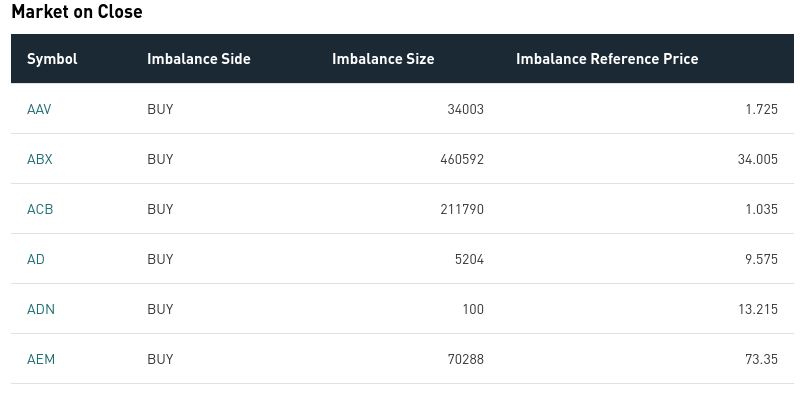 Market on Close
Symbol Imbalance Side Imbalance Size Imbalance Reference Price
AAV BUY 34003 1.725
ABX BUY 460592 34.005
ACB BUY 211790 1.035
AD BUY 5204 9.575
ADN BUY 100 13.215
AEM BUY 70288 73.35